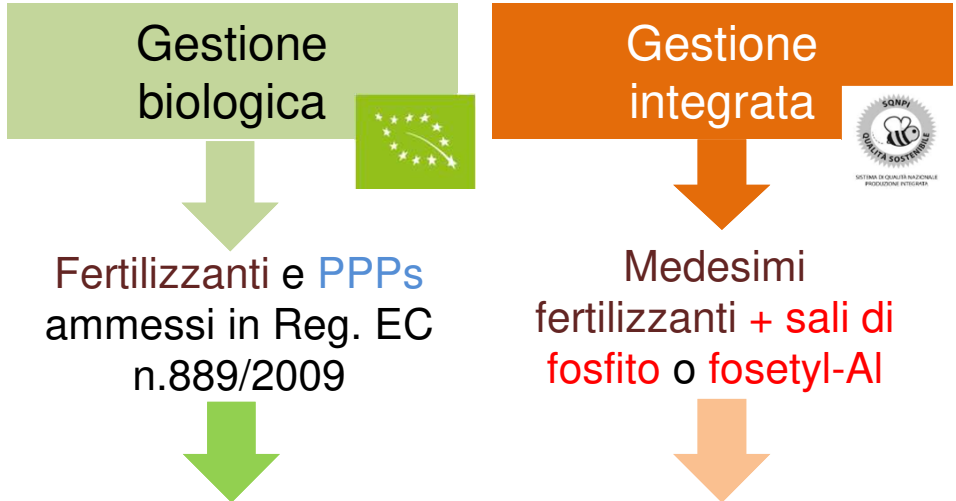 Gestione
biologica
Gestione
integrata
SQNPI
QUALITÀ SOSTENIBILE
SISTEMA DI QUALITÀ NAZIONALE
PRODUZIONE INTEGRATA
Fertilizzanti e PPPs
ammessi in Reg. EC
n.889/2009
Medesimi
fertilizzanti + sali di
fosfito o fosetyl-Al